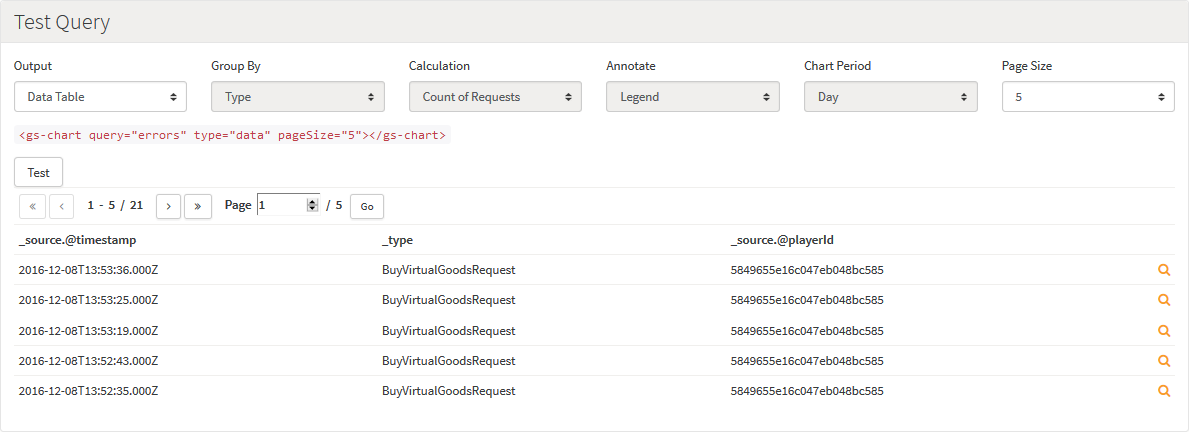 Test Query
Output Group By Calculation Annotate Chart Period Page Size
Data Table Type Count of Requests Legend Day 5
<gs-chart query="errors" type="data" pageSize="5"></gs-chart>
Test
« ‹ 1 - 5 / 21 › » Page 1 / 5 Go
_source.@timestamp _type _source.@playerId
2016-12-08T13:53:36.000Z BuyVirtualGoodsRequest 5849655e16c047eb048bc585
2016-12-08T13:53:25.000Z BuyVirtualGoodsRequest 5849655e16c047eb048bc585
2016-12-08T13:53:19.000Z BuyVirtualGoodsRequest 5849655e16c047eb048bc585
2016-12-08T13:52:43.000Z BuyVirtualGoodsRequest 5849655e16c047eb048bc585
2016-12-08T13:52:35.000Z BuyVirtualGoodsRequest 5849655e16c047eb048bc585